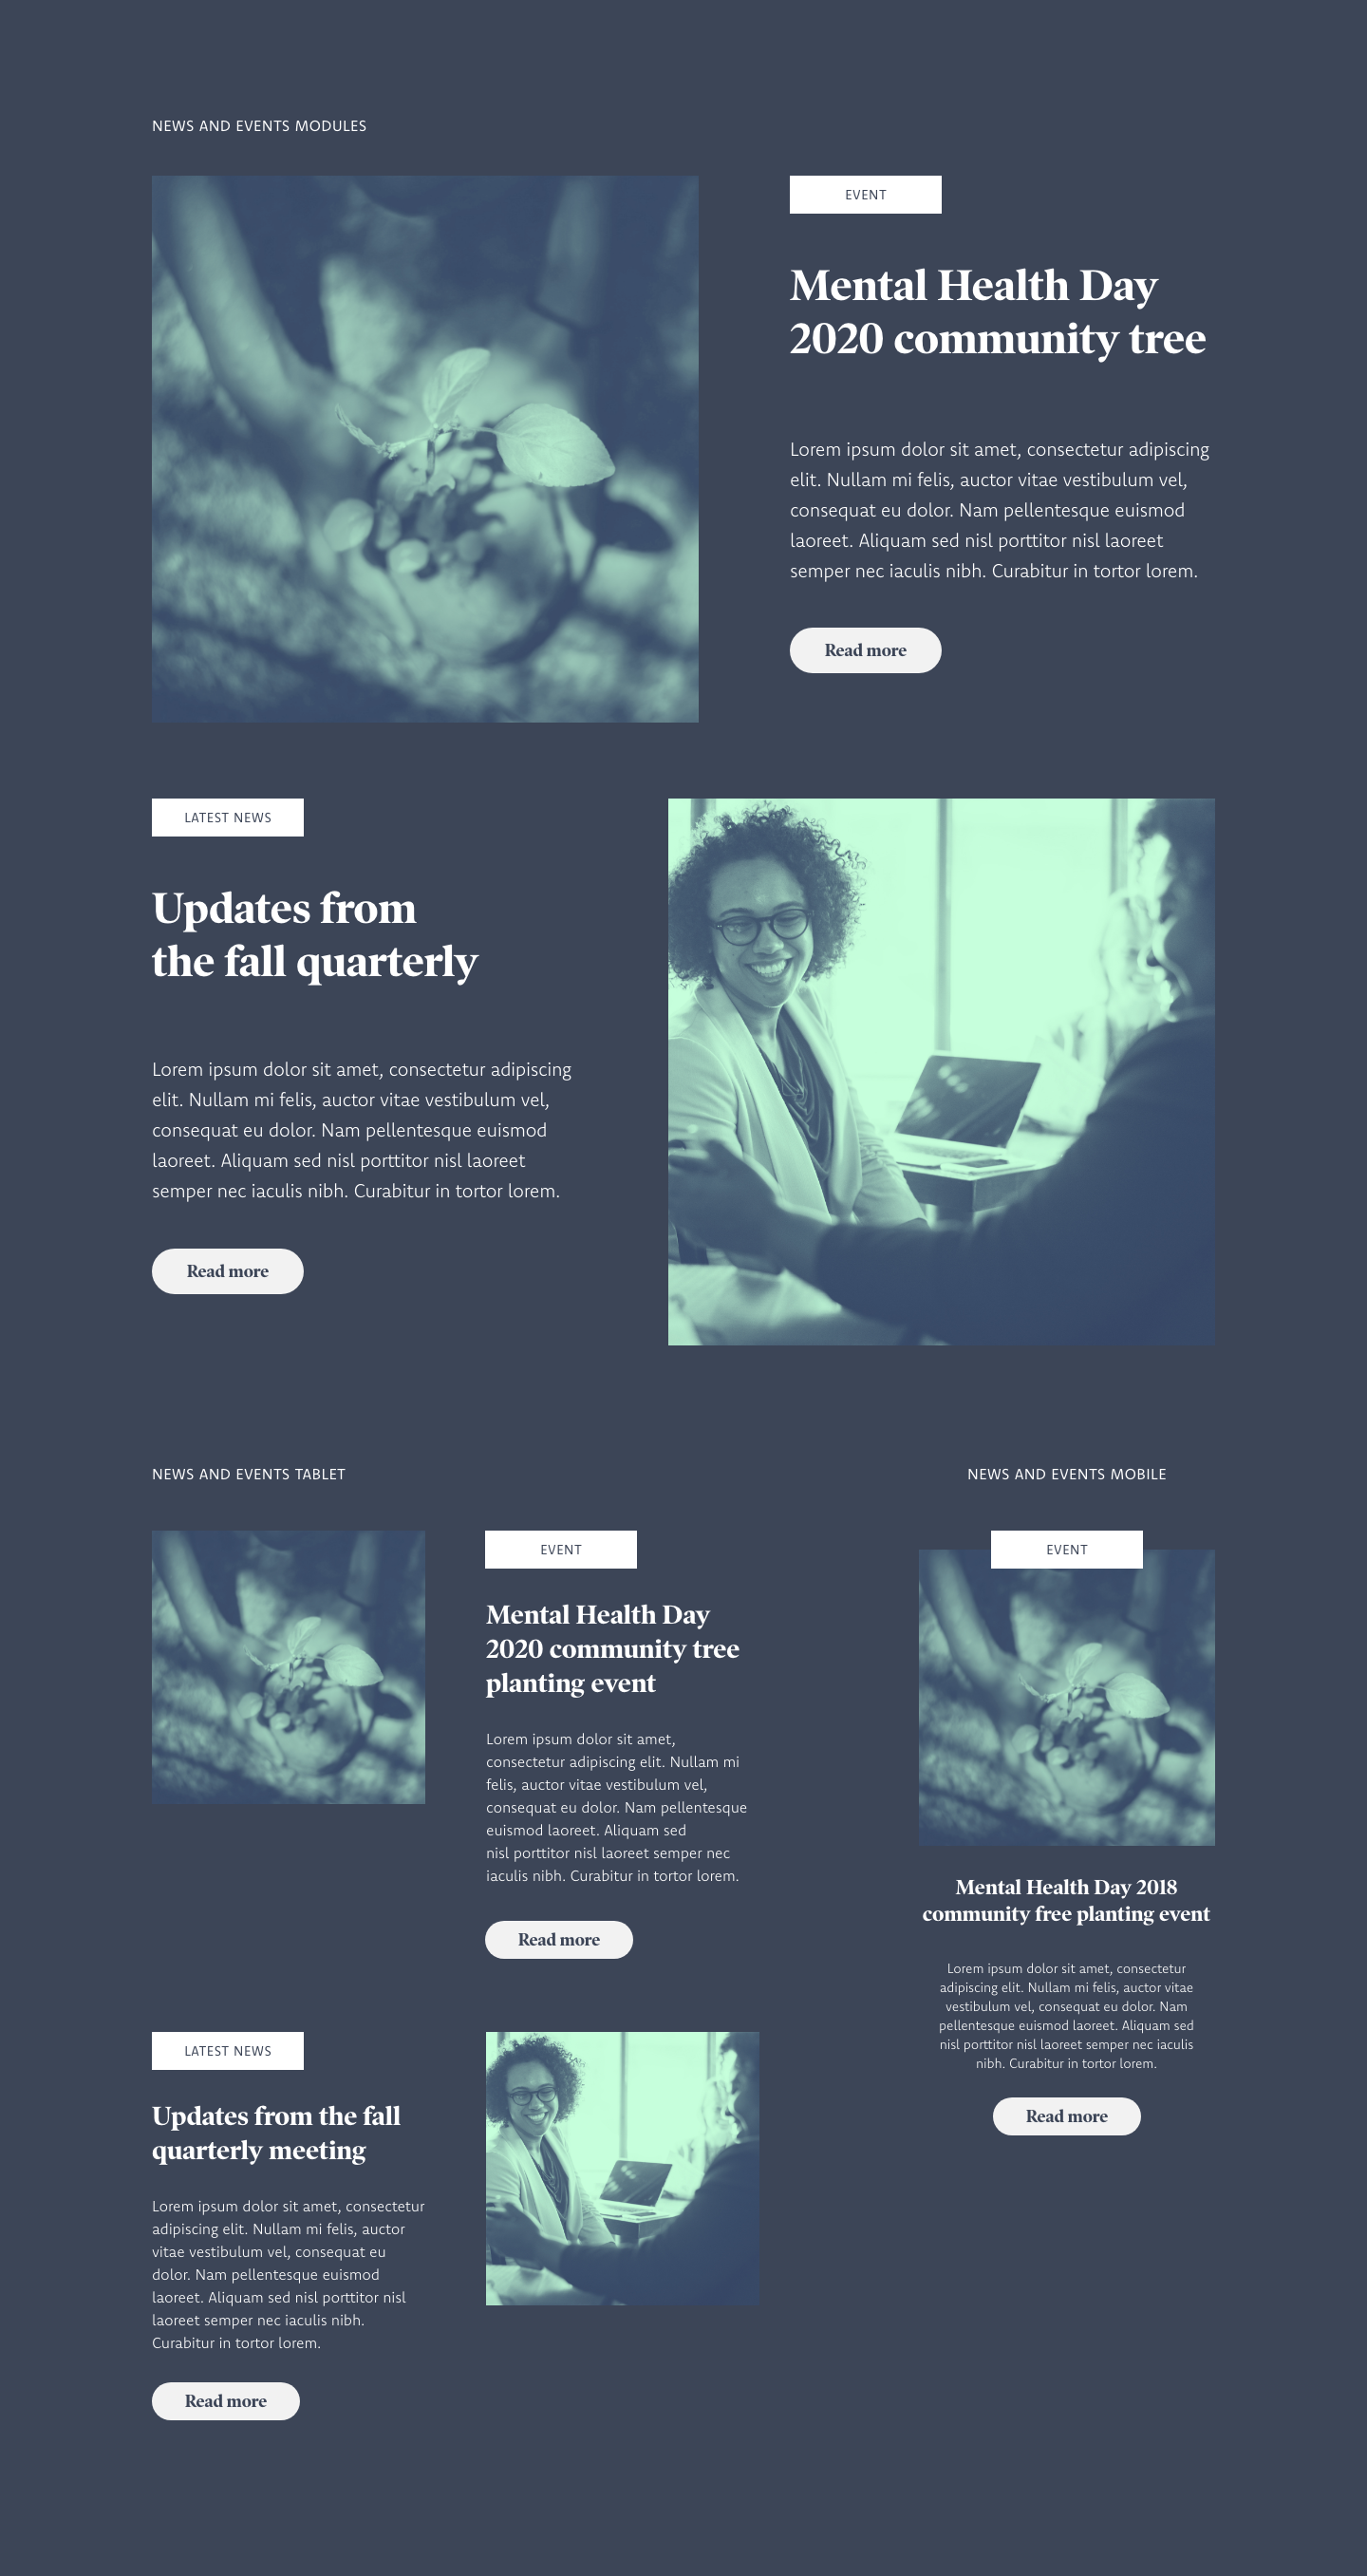 NEWS AND EVENTS MODULES
EVENT
Mental Health Day
2020 community tree
Lorem ipsum dolor sit amet, consectetur adipiscing
elit. Nullam mi felis, auctor vitae vestibulum vel,
consequat eu dolor. Nam pellentesque euismod
laoreet. Aliquam sed nisl porttitor nisl laoreet
semper nec iaculis nibh. Curabitur in tortor lorem.
Read more
LATEST NEWS
Updates from
the fall quarterly
Lorem ipsum dolor sit amet, consectetur adipiscing
elit. Nullam mi felis, auctor vitae vestibulum vel,
consequat eu dolor. Nam pellentesque euismod
laoreet. Aliquam sed nisl porttitor nisl laoreet
semper nec iaculis nibh. Curabitur in tortor lorem.
Read more
NEWS AND EVENTS TABLET
EVENT
Mental Health Day
2020 community tree
planting event
Lorem ipsum dolor sit amet,
consectetur adipiscing elit. Nullam mi
felis, auctor vitae vestibulum vel,
consequat eu dolor. Nam pellentesque
euismod laoreet. Aliquam sed
nisl porttitor nisl laoreet semper nec
iaculis nibh. Curabitur in tortor lorem.
Read more
LATEST NEWS
Updates from the fall
quarterly meeting
Lorem ipsum dolor sit amet, consectetur
adipiscing elit. Nullam mi felis, auctor
vitae vestibulum vel, consequat eu
dolor. Nam pellentesque euismod
laoreet. Aliquam sed nisl porttitor nisl
laoreet semper nec iaculis nibh.
Curabitur in tortor lorem.
Read more
NEWS AND EVENTS MOBILE
EVENT
Mental Health Day 2018
community free planting event
Lorem ipsum dolor sit amet, consectetur
adipiscing elit. Nullam mi felis, auctor vitae
vestibulum vel, consequat eu dolor. Nam
pellentesque euismod laoreet. Aliquam sed
nisl porttitor nisl laoreet semper nec iaculis
nibh. Curabitur in tortor lorem.
Read more